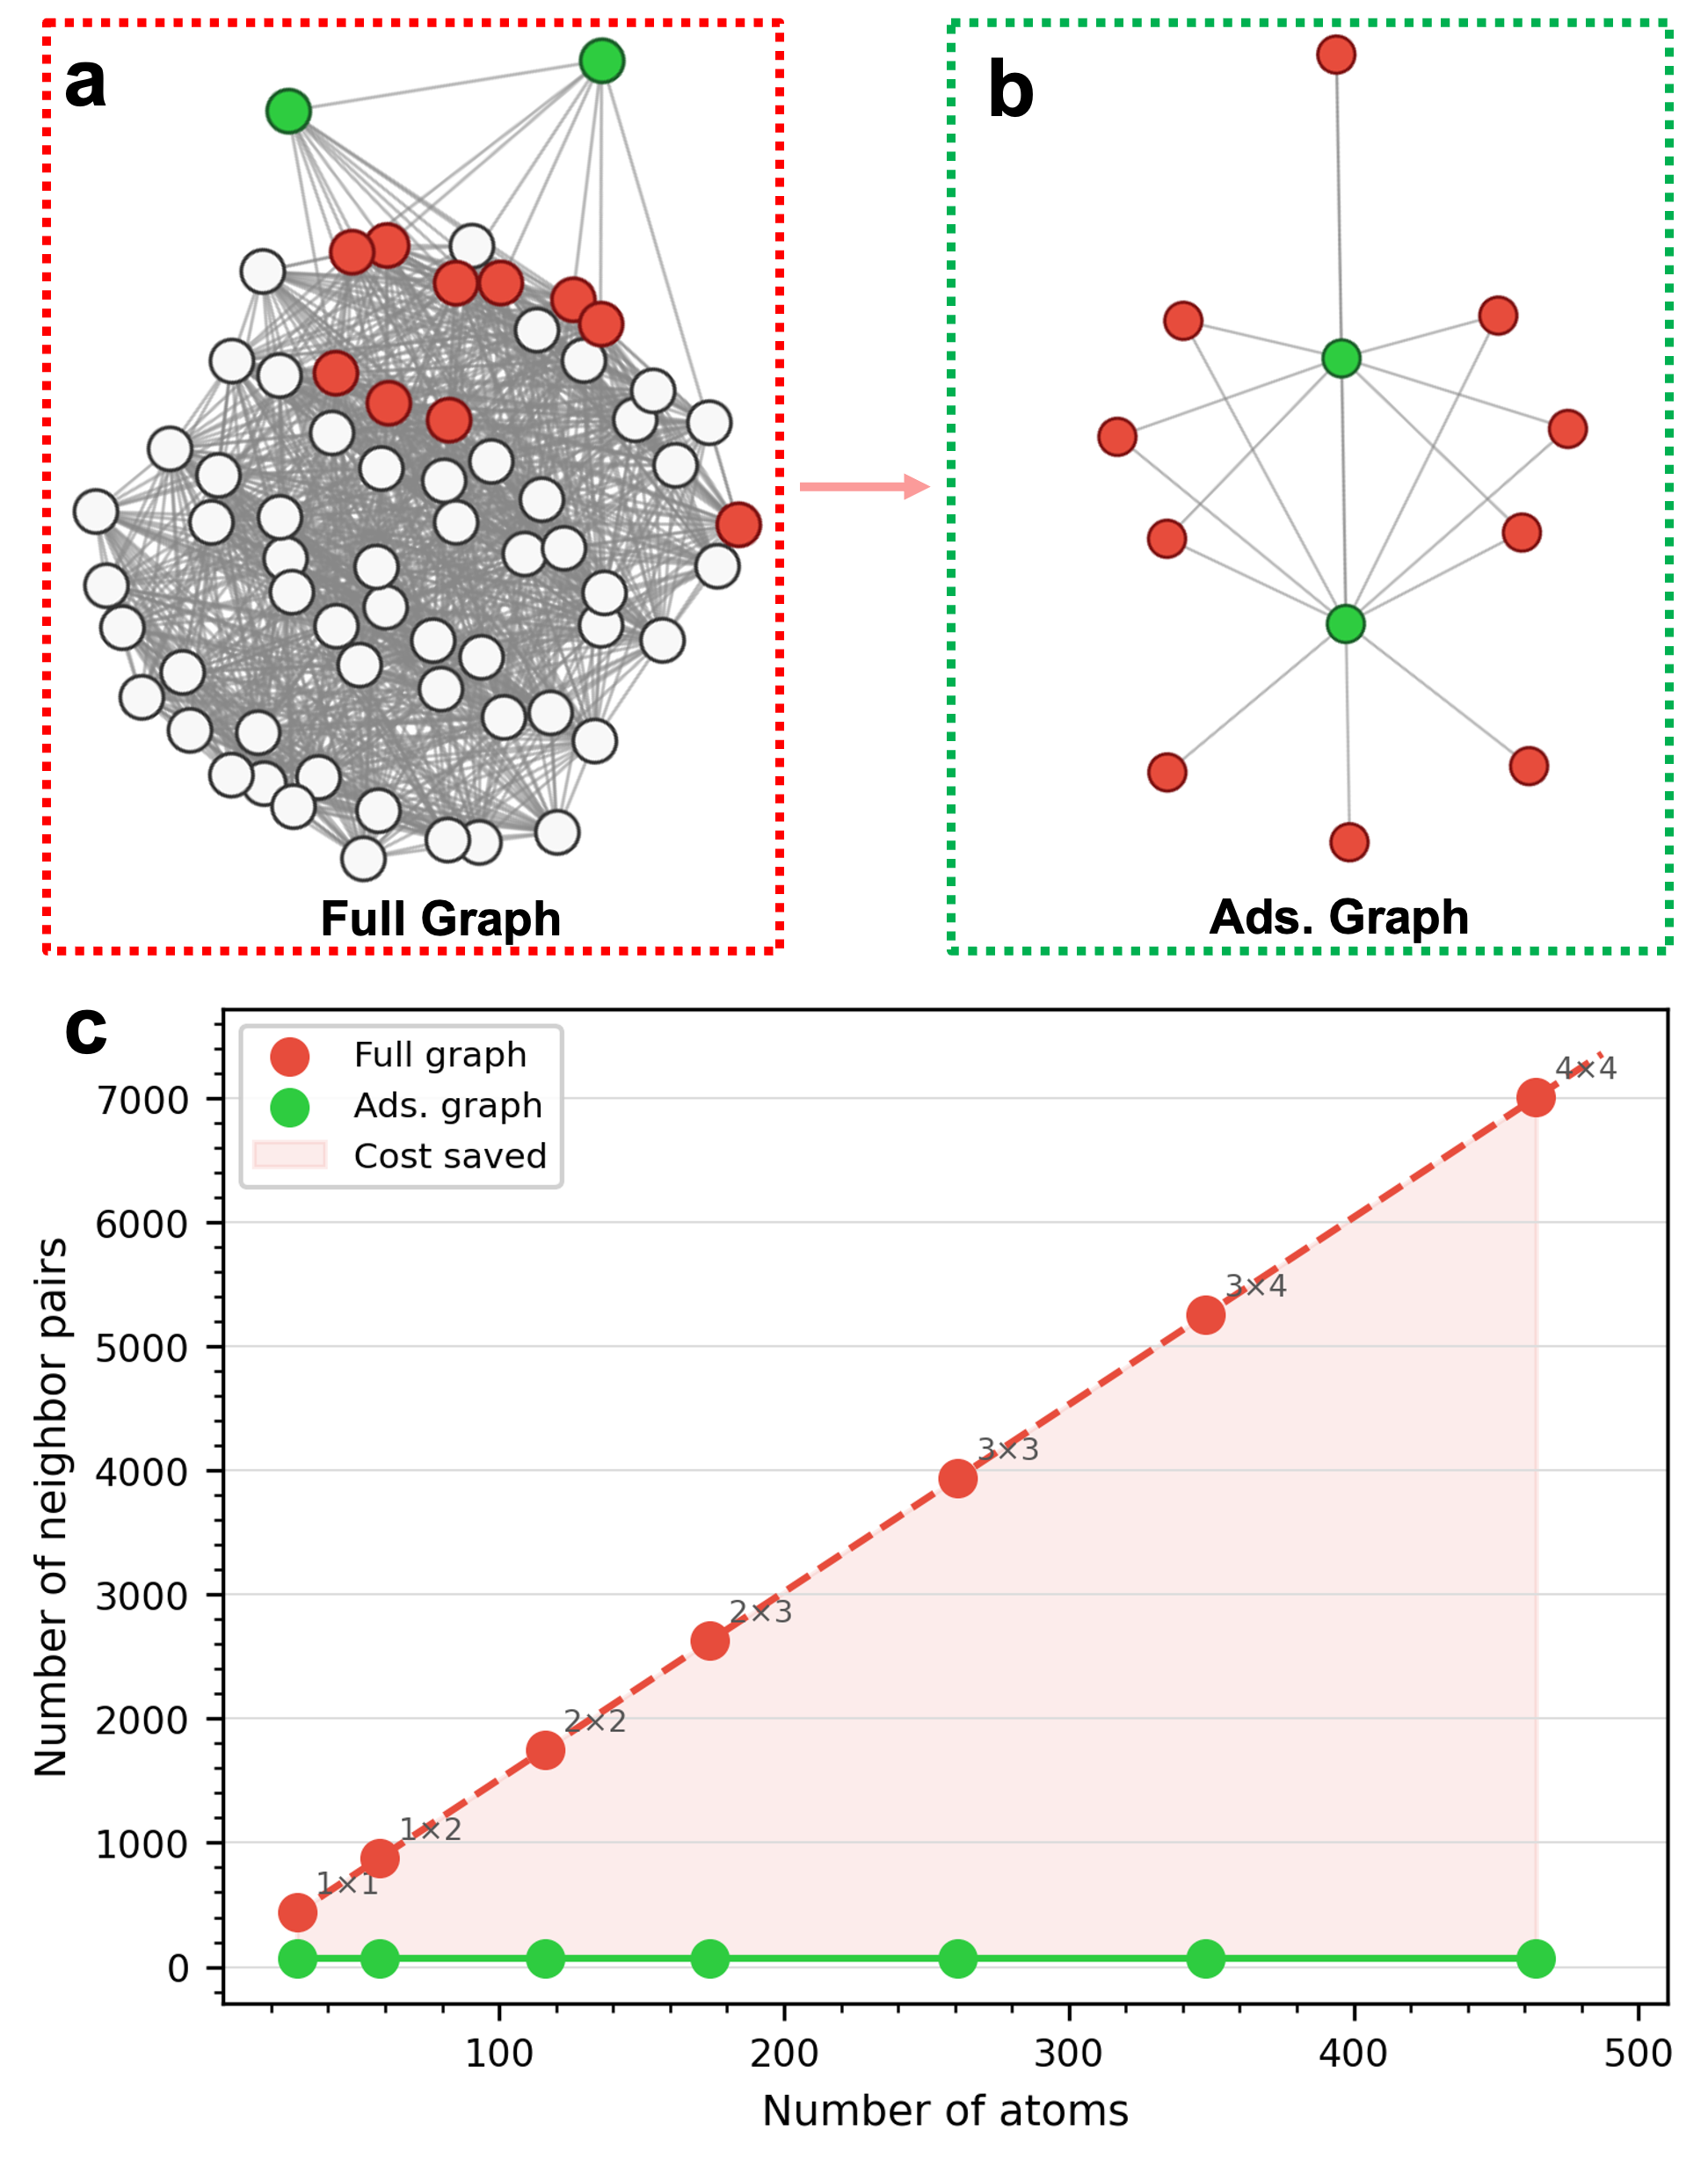 a
b
Full Graph
Ads. Graph
c
Full graph
Ads. graph
Cost saved
Number of neighbor pairs
7000
6000
5000
4000
3000
2000
1000
0
1×1
1×2
2×2
2×3
3×3
3×4
4×4
100
200
300
400
500
Number of atoms